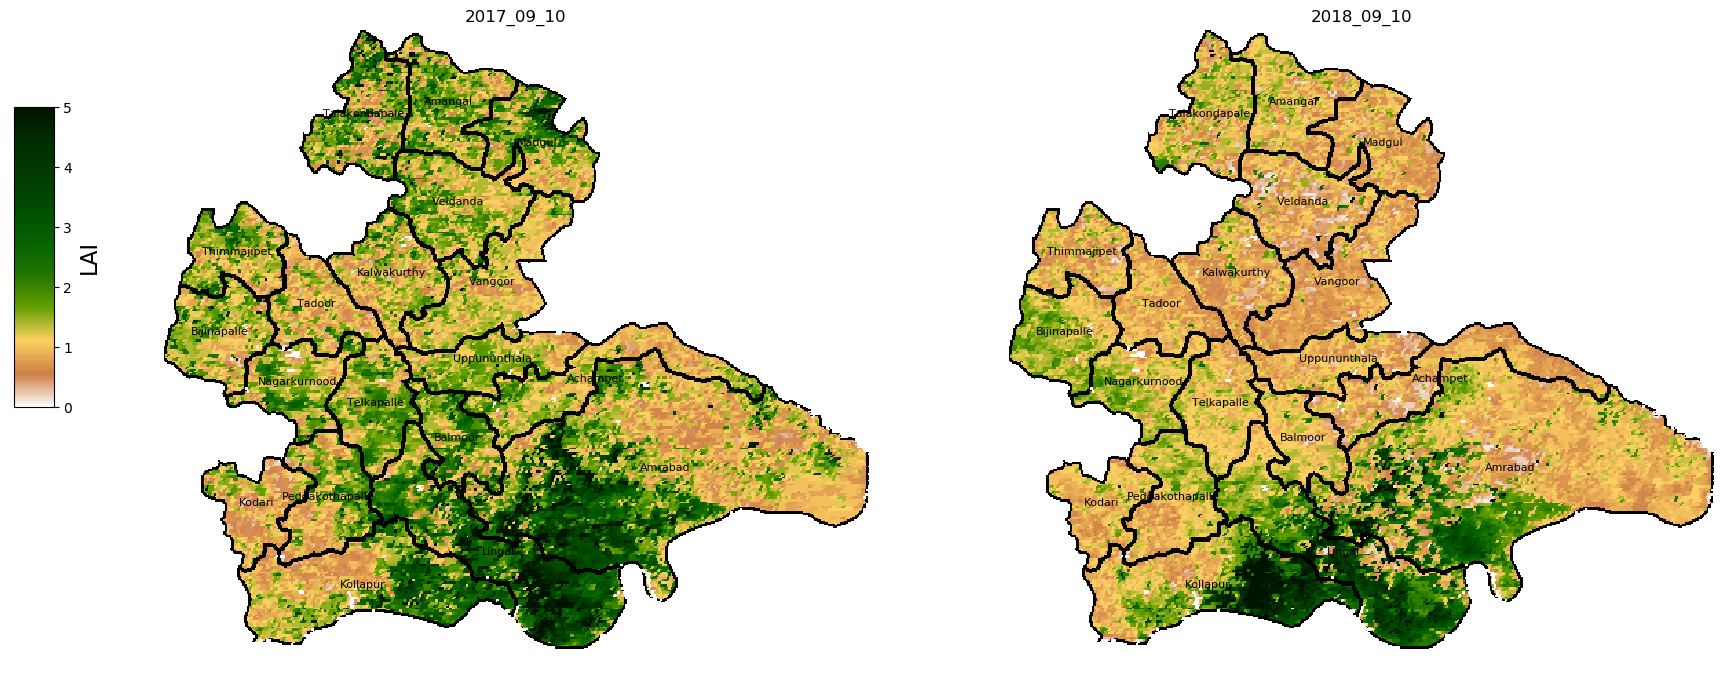 2017_09_10
2018_09_10
5
4
3
2
1
0
LAI
Talakondapale
Amangal
Madgul
Veldanda
Thimmajipet
Kalwakurthy
Vangoor
Tadoor
Bijinapalle
Uppununthala
Nagarkurnood
Achampet
Telkapalle
Balmoor
Amrabad
Kodari
Peddakothapalle
Lingal
Kollapur
Talakondapale
Amangal
Madgul
Veldanda
Thimmajipet
Kalwakurthy
Vangoor
Tadoor
Bijinapalle
Uppununthala
Nagarkurnood
Achampet
Telkapalle
Balmoor
Amrabad
Kodari
Peddakothapalle
Lingal
Kollapur